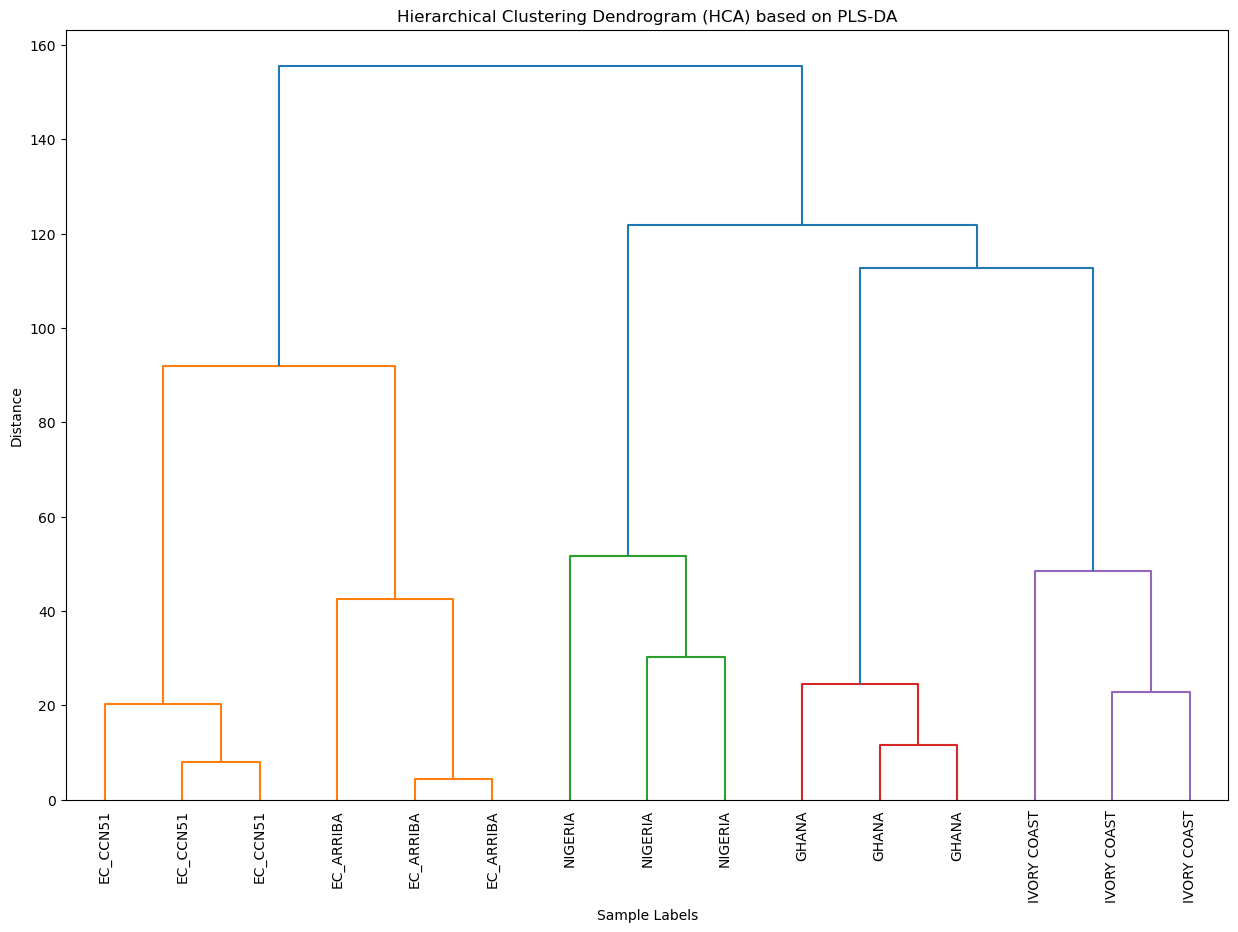 Hierarchical Clustering Dendrogram (HCA) based on PLS-DA
160
140
120
100
80
60
40
20
0
Distance
EC_CCN51
EC_CCN51
EC_CCN51
EC_ARRIBA
EC_ARRIBA
EC_ARRIBA
NIGERIA
NIGERIA
NIGERIA
GHANA
GHANA
GHANA
IVORY COAST
IVORY COAST
IVORY COAST
Sample Labels